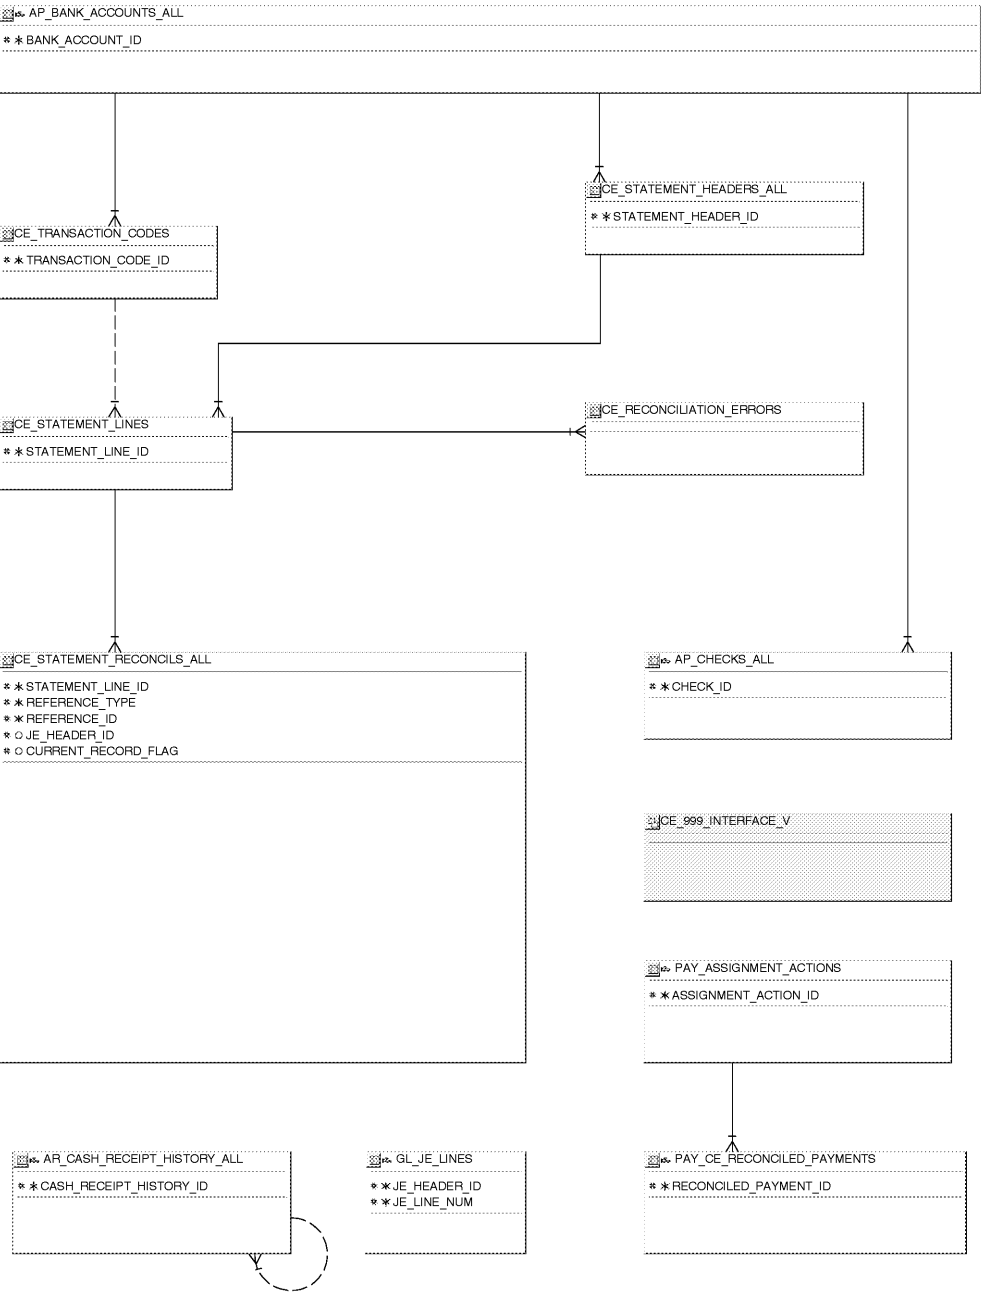 AP_BANK_ACCOUNTS_ALL
# * BANK_ACCOUNT_ID
CE_STATEMENT_HEADERS_ALL
# * STATEMENT_HEADER_ID
CE_TRANSACTION_CODES
# * TRANSACTION_CODE_ID
CE_STATEMENT_LINES
# * STATEMENT_LINE_ID
CE_RECONCILIATION_ERRORS
CE_STATEMENT_RECONCILS_ALL
# * STATEMENT_LINE_ID
# * REFERENCE_TYPE
# * REFERENCE_ID
# O JE_HEADER_ID
# O CURRENT_RECORD_FLAG
AP_CHECKS_ALL
# * CHECK_ID
CE_999_INTERFACE_V
PAY_ASSIGNMENT_ACTIONS
# * ASSIGNMENT_ACTION_ID
AR_CASH_RECEIPT_HISTORY_ALL
# * CASH_RECEIPT_HISTORY_ID
GL_JE_LINES
# * JE_HEADER_ID
# * JE_LINE_NUM
PAY_CE_RECONCILED_PAYMENTS
# * RECONCILED_PAYMENT_ID